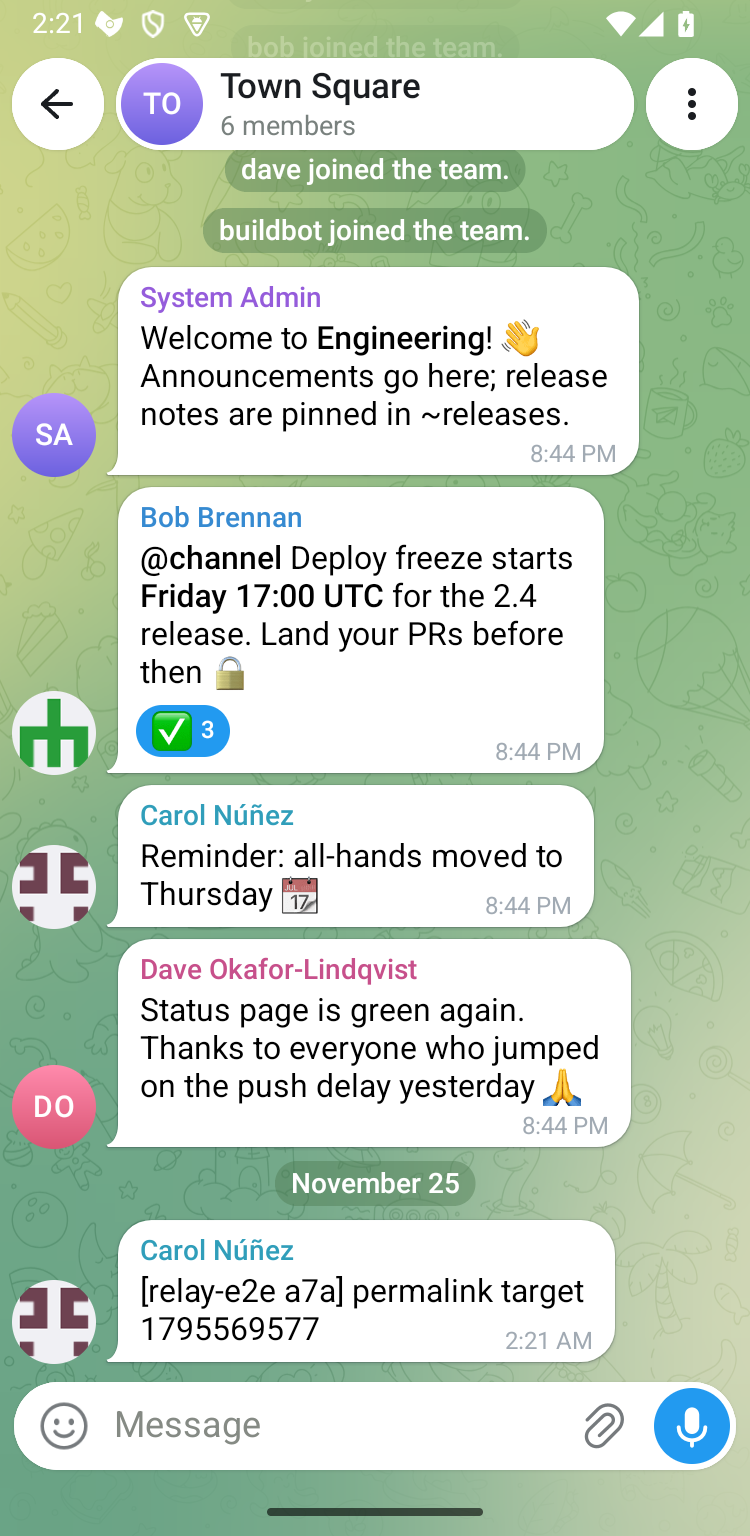 2:21
bob joined the team.
TO
Town Square
6 members
dave joined the team.
buildbot joined the team.
System Admin
Welcome to Engineering! 👋
Announcements go here; release
notes are pinned in ~releases.
8:44 PM
SA
Bob Brennan
@channel Deploy freeze starts
Friday 17:00 UTC for the 2.4
release. Land your PRs before
then 🔒
✅ 3
8:44 PM
Carol Núñez
Reminder: all-hands moved to
Thursday 📆
8:44 PM
Dave Okafor-Lindqvist
Status page is green again.
Thanks to everyone who jumped
on the push delay yesterday 🙏
8:44 PM
DO
November 25
Carol Núñez
[relay-e2e a7a] permalink target
1795569577
2:21 AM
Message